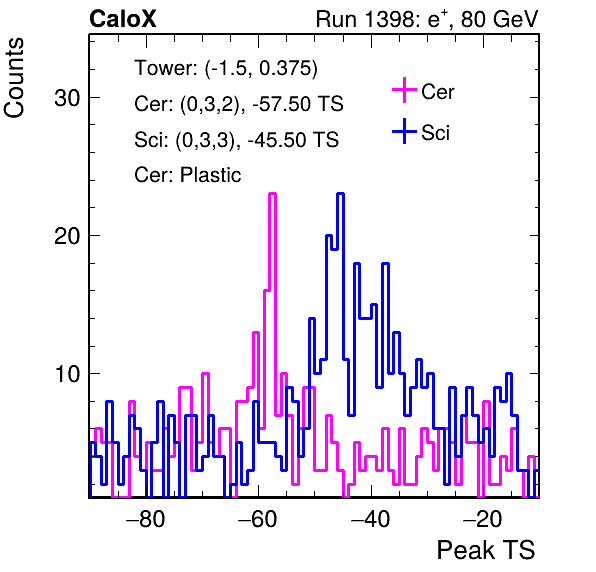 CaloX Run 1398: e⁺, 80 GeV
Counts
Tower: (-1.5, 0.375)
Cer: (0,3,2), -57.50 TS
Sci: (0,3,3), -45.50 TS
Cer: Plastic
Cer
Sci
30
20
10
−80 −60 −40 −20
Peak TS